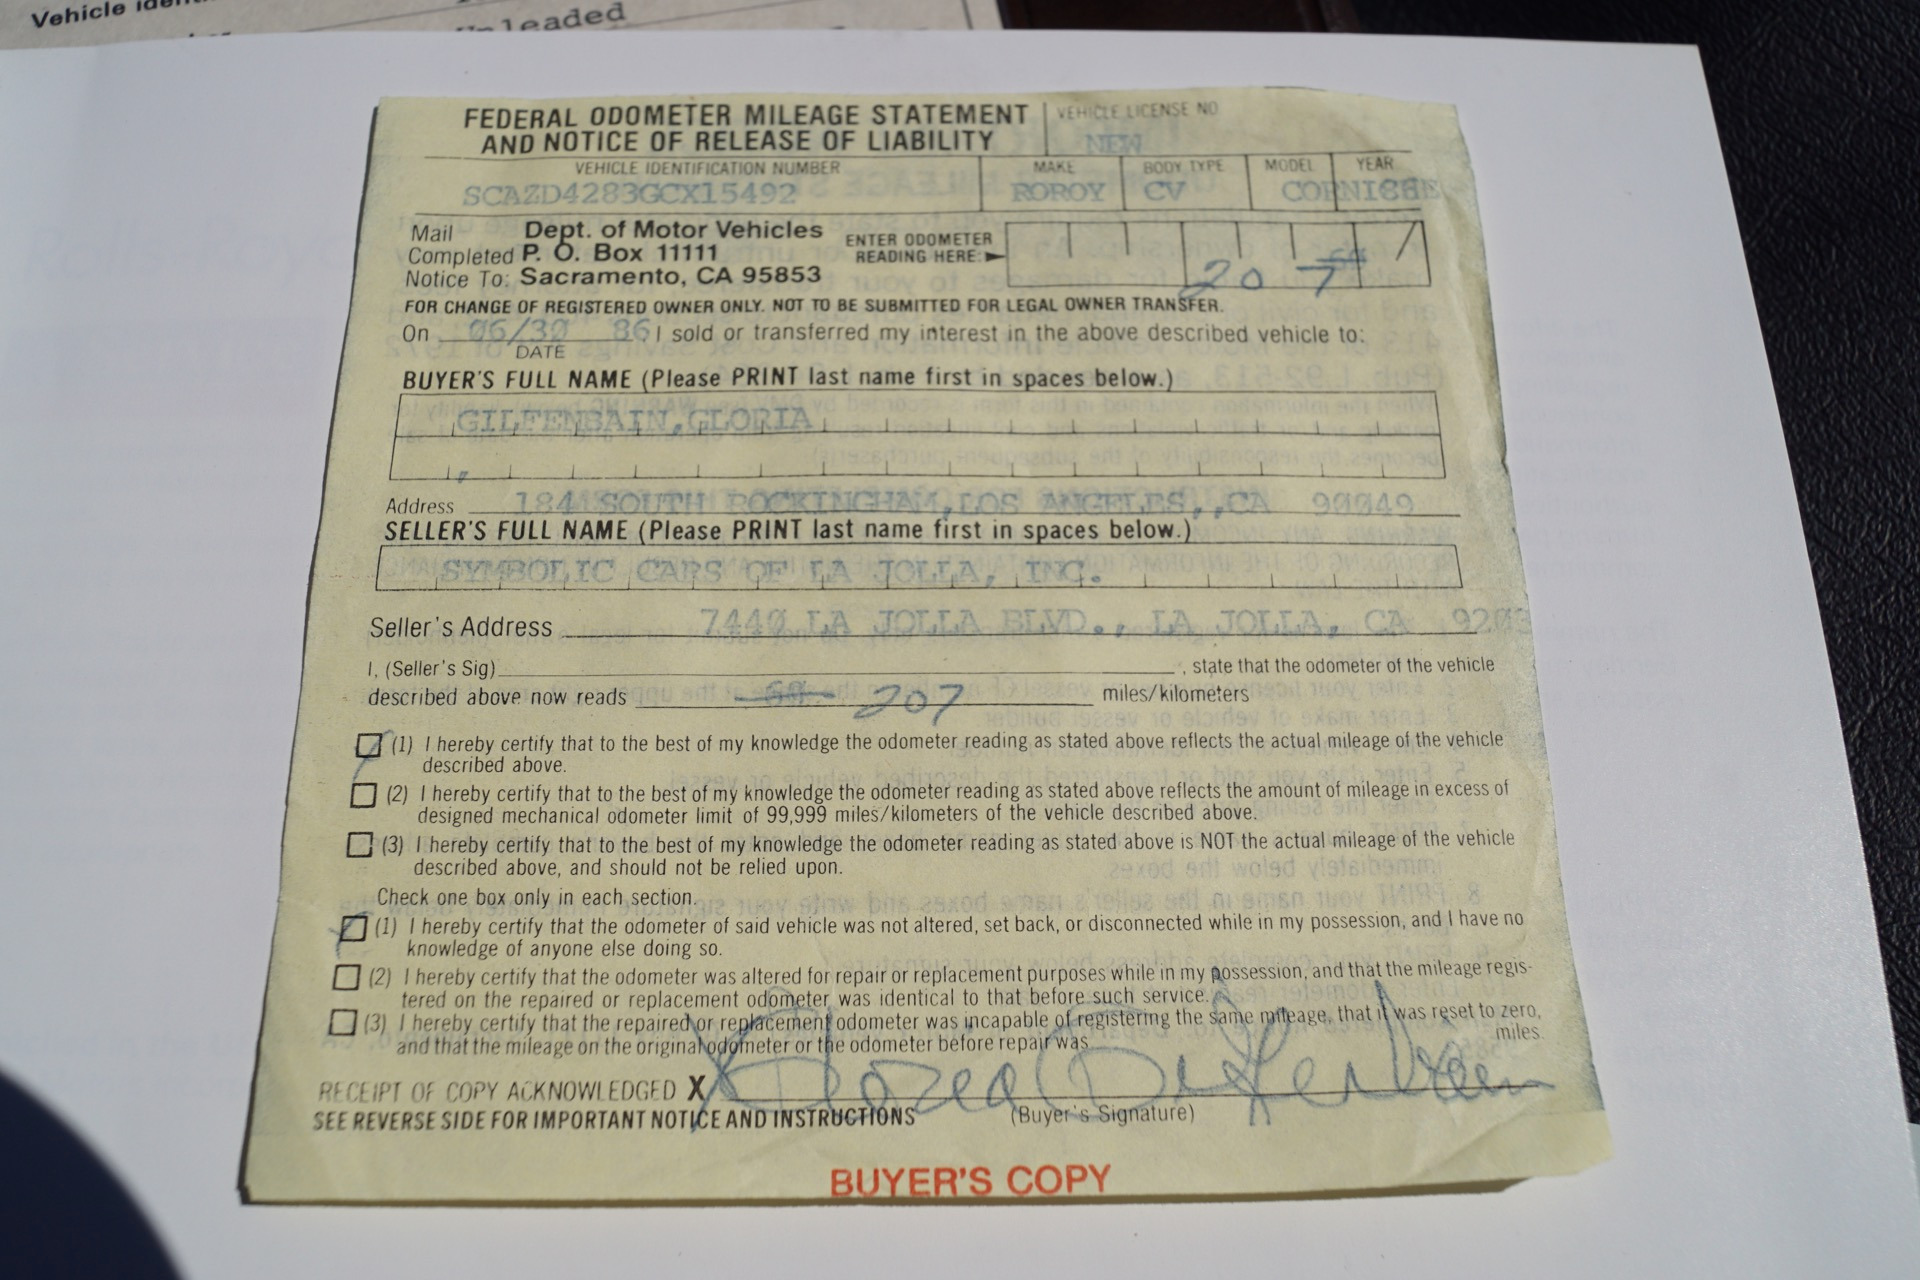 Vehicle
Unleaded
FEDERAL ODOMETER MILEAGE STATEMENT
AND NOTICE OF RELEASE OF LIABILITY
VEHICLE LICENSE NO
NEW
VEHICLE IDENTIFICATION NUMBER
MAKE
BODY TYPE
MODEL
YEAR
SCAZD4283GCX15492
ROROY
CV
CORNISHE
Mail Dept. of Motor Vehicles
Completed P. O. Box 11111
Notice To: Sacramento, CA 95853
ENTER ODOMETER
READING HERE:
207
FOR CHANGE OF REGISTERED OWNER ONLY. NOT TO BE SUBMITTED FOR LEGAL OWNER TRANSFER.
On 06/30 86 I sold or transferred my interest in the above described vehicle to:
DATE
BUYER'S FULL NAME (Please PRINT last name first in spaces below.)
GILFENBAIN,GLORIA
,
Address 184 SOUTH ROCKINGHAM,LOS ANGELES,,CA 90049
SELLER'S FULL NAME (Please PRINT last name first in spaces below.)
SYMBOLIC CARS OF LA JOLLA, INC.
Seller's Address 7440 LA JOLLA BLVD., LA JOLLA, CA 9203
I, (Seller's Sig) , state that the odometer of the vehicle
described above now reads 207 miles/kilometers
(1) I hereby certify that to the best of my knowledge the odometer reading as stated above reflects the actual mileage of the vehicle
described above.
(2) I hereby certify that to the best of my knowledge the odometer reading as stated above reflects the amount of mileage in excess of
designed mechanical odometer limit of 99,999 miles/kilometers of the vehicle described above.
(3) I hereby certify that to the best of my knowledge the odometer reading as stated above is NOT the actual mileage of the vehicle
described above, and should not be relied upon.
Check one box only in each section.
(1) I hereby certify that the odometer of said vehicle was not altered, set back, or disconnected while in my possession, and I have no
knowledge of anyone else doing so.
(2) I hereby certify that the odometer was altered for repair or replacement purposes while in my possession, and that the mileage regis-
tered on the repaired or replacement odometer was identical to that before such service.
(3) I hereby certify that the repaired or replacement odometer was incapable of registering the same mileage, that it was reset to zero,
and that the mileage on the original odometer or the odometer before repair was miles.
RECEIPT OF COPY ACKNOWLEDGED X Gloria Gilfenbain
SEE REVERSE SIDE FOR IMPORTANT NOTICE AND INSTRUCTIONS (Buyer's Signature)
BUYER'S COPY